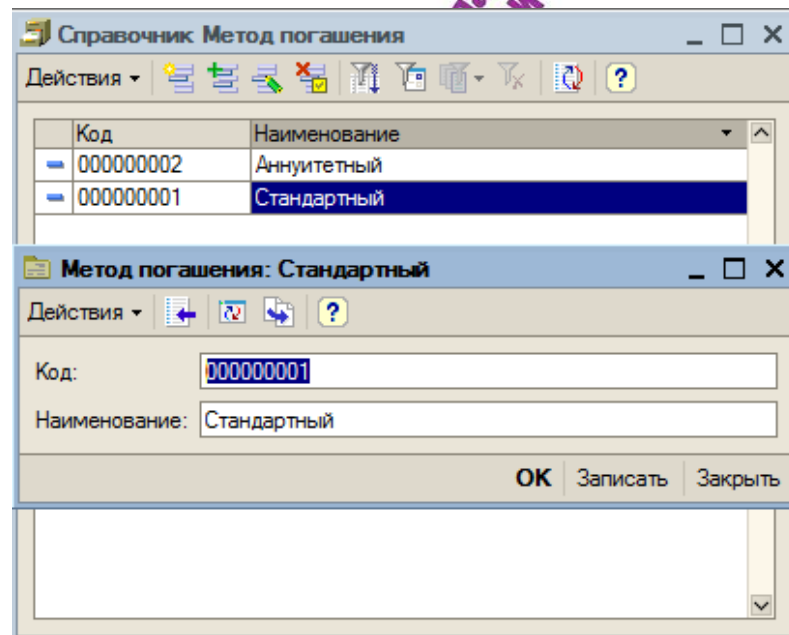 Справочник Метод погашения
Действия
Код Наименование
000000002 Аннуитетный
000000001 Стандартный
Метод погашения: Стандартный
Действия
Код: 000000001
Наименование: Стандартный
OK Записать Закрыть